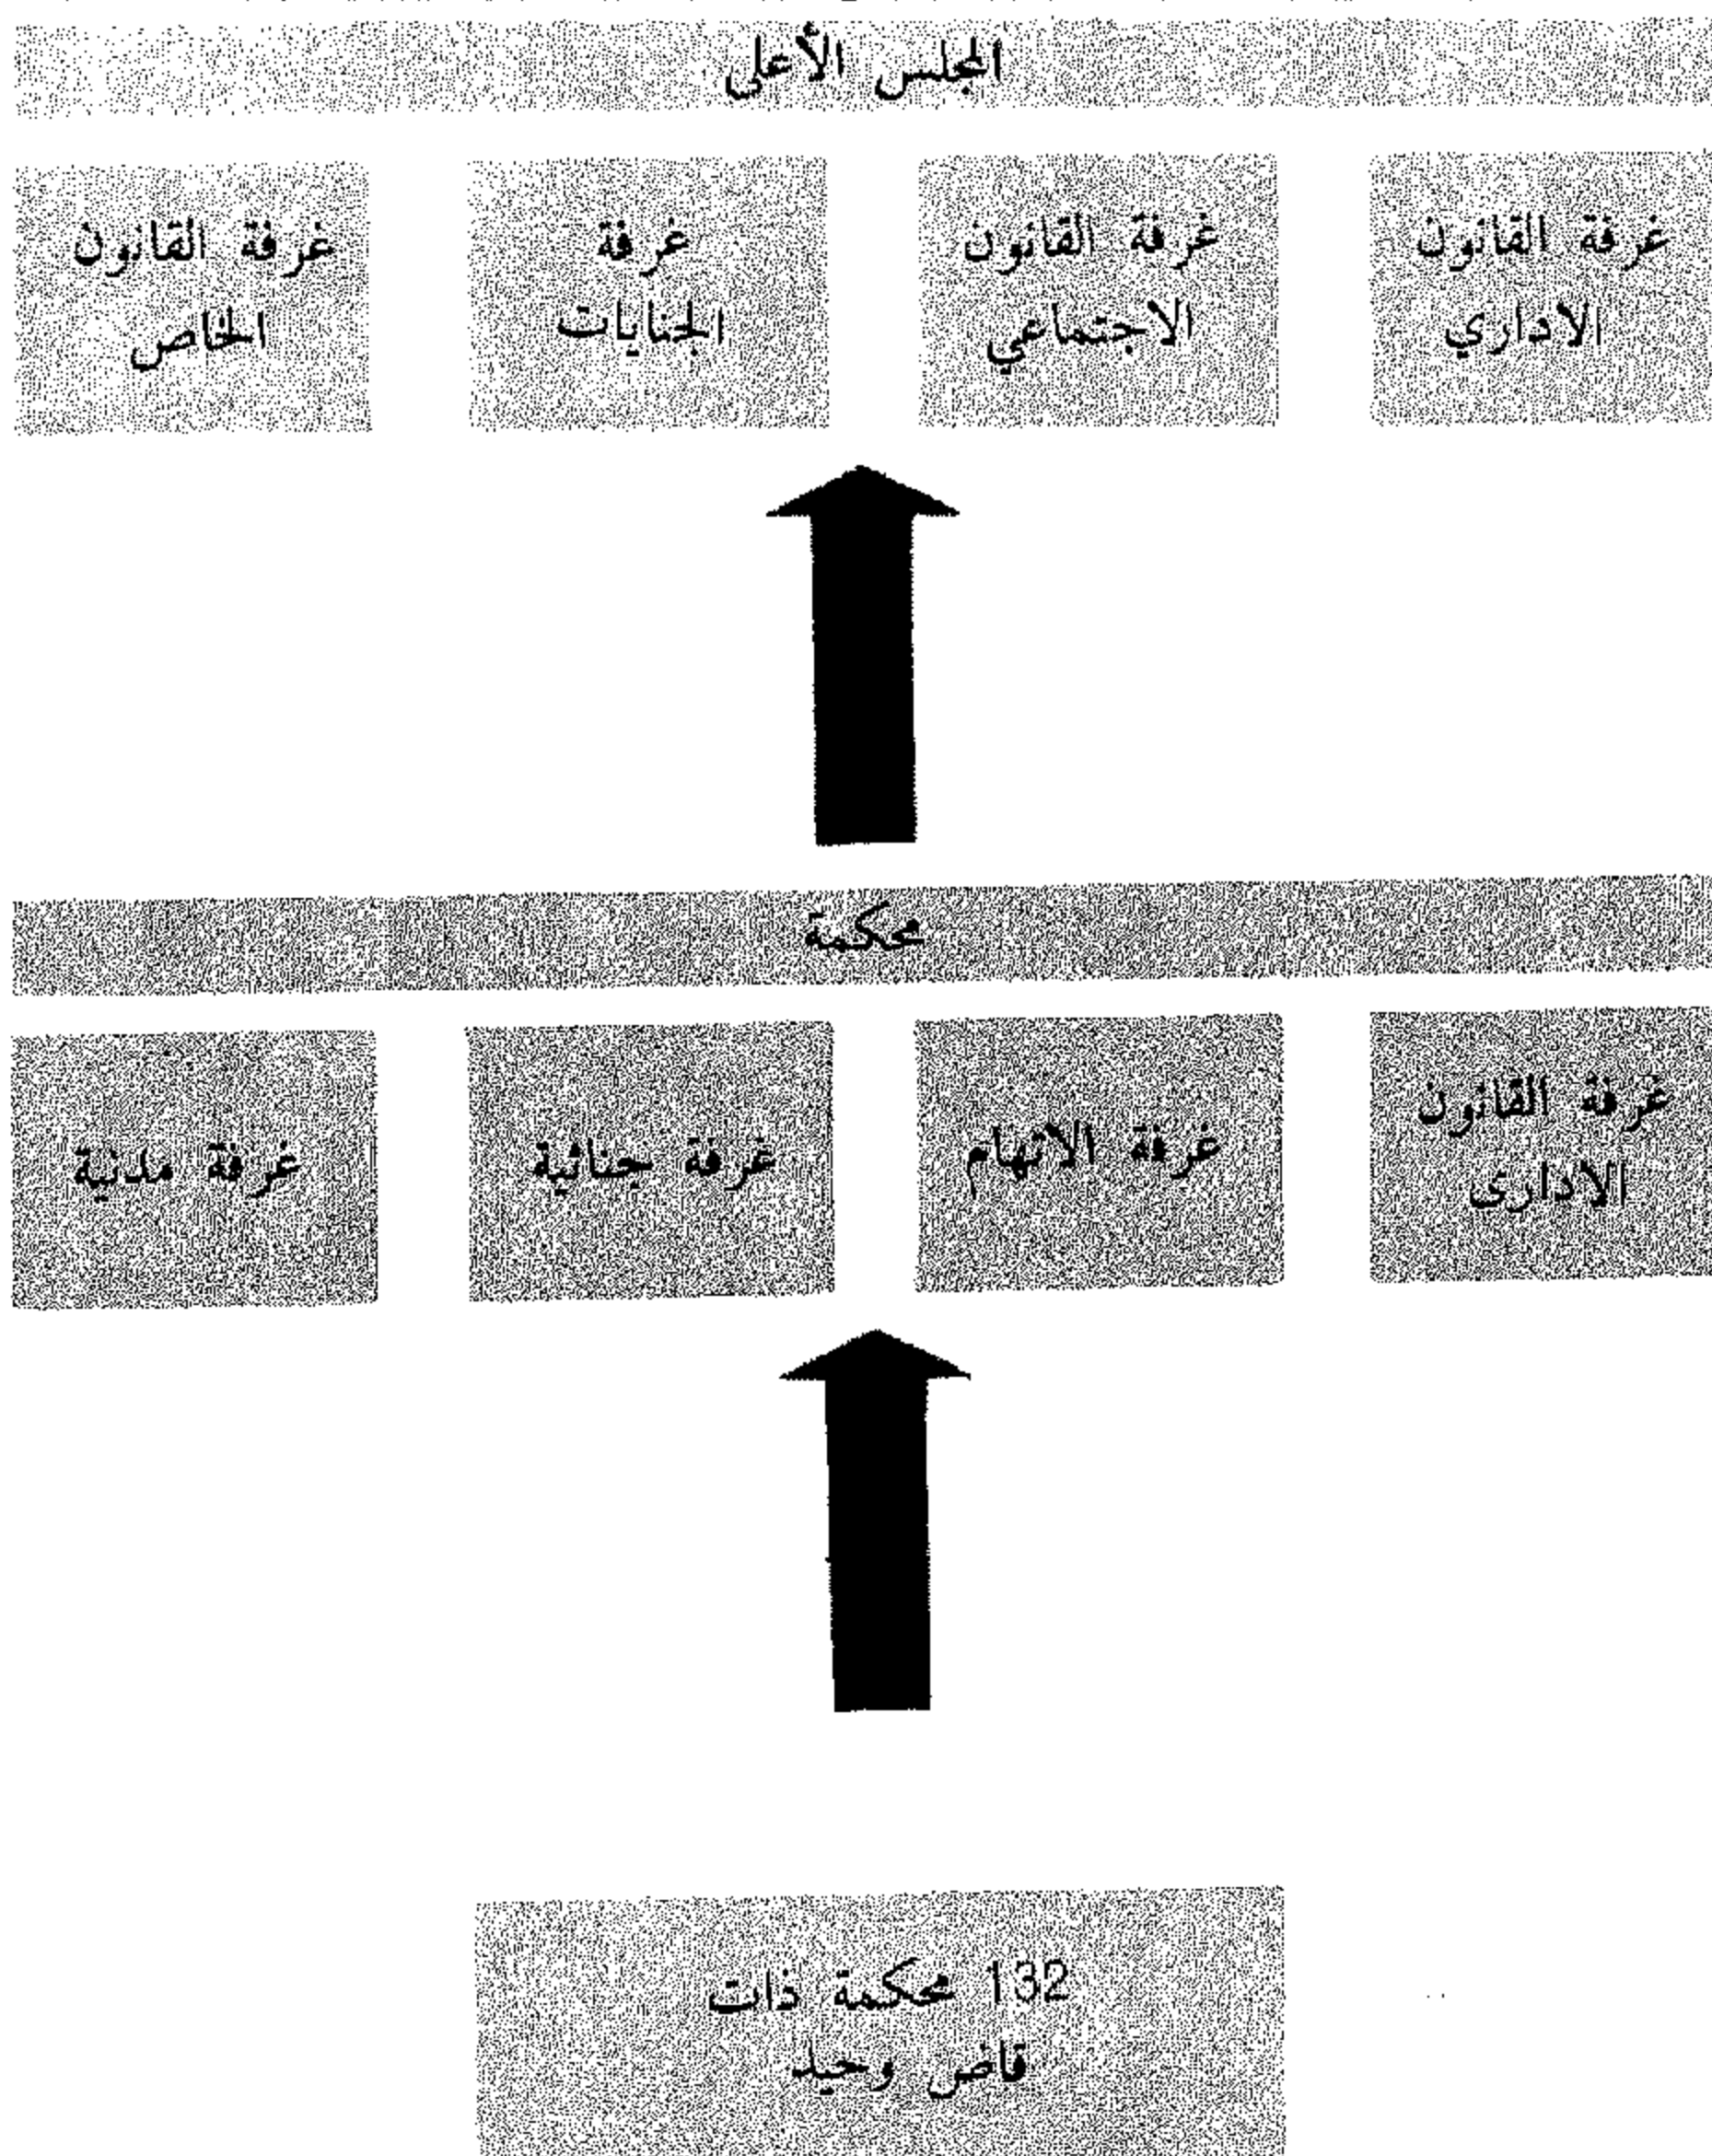 المجلس الأعلى
غرفة القانون
الاداري
غرفة القانون
الاجتماعي
غرفة
الجنايات
غرفة القانون
الخاص
محكمة
غرفة القانون
الادارى
غرفة الاتهام
غرفة جنائية
غرفة مدنية
132 محكمة ذات
قاض وحيد